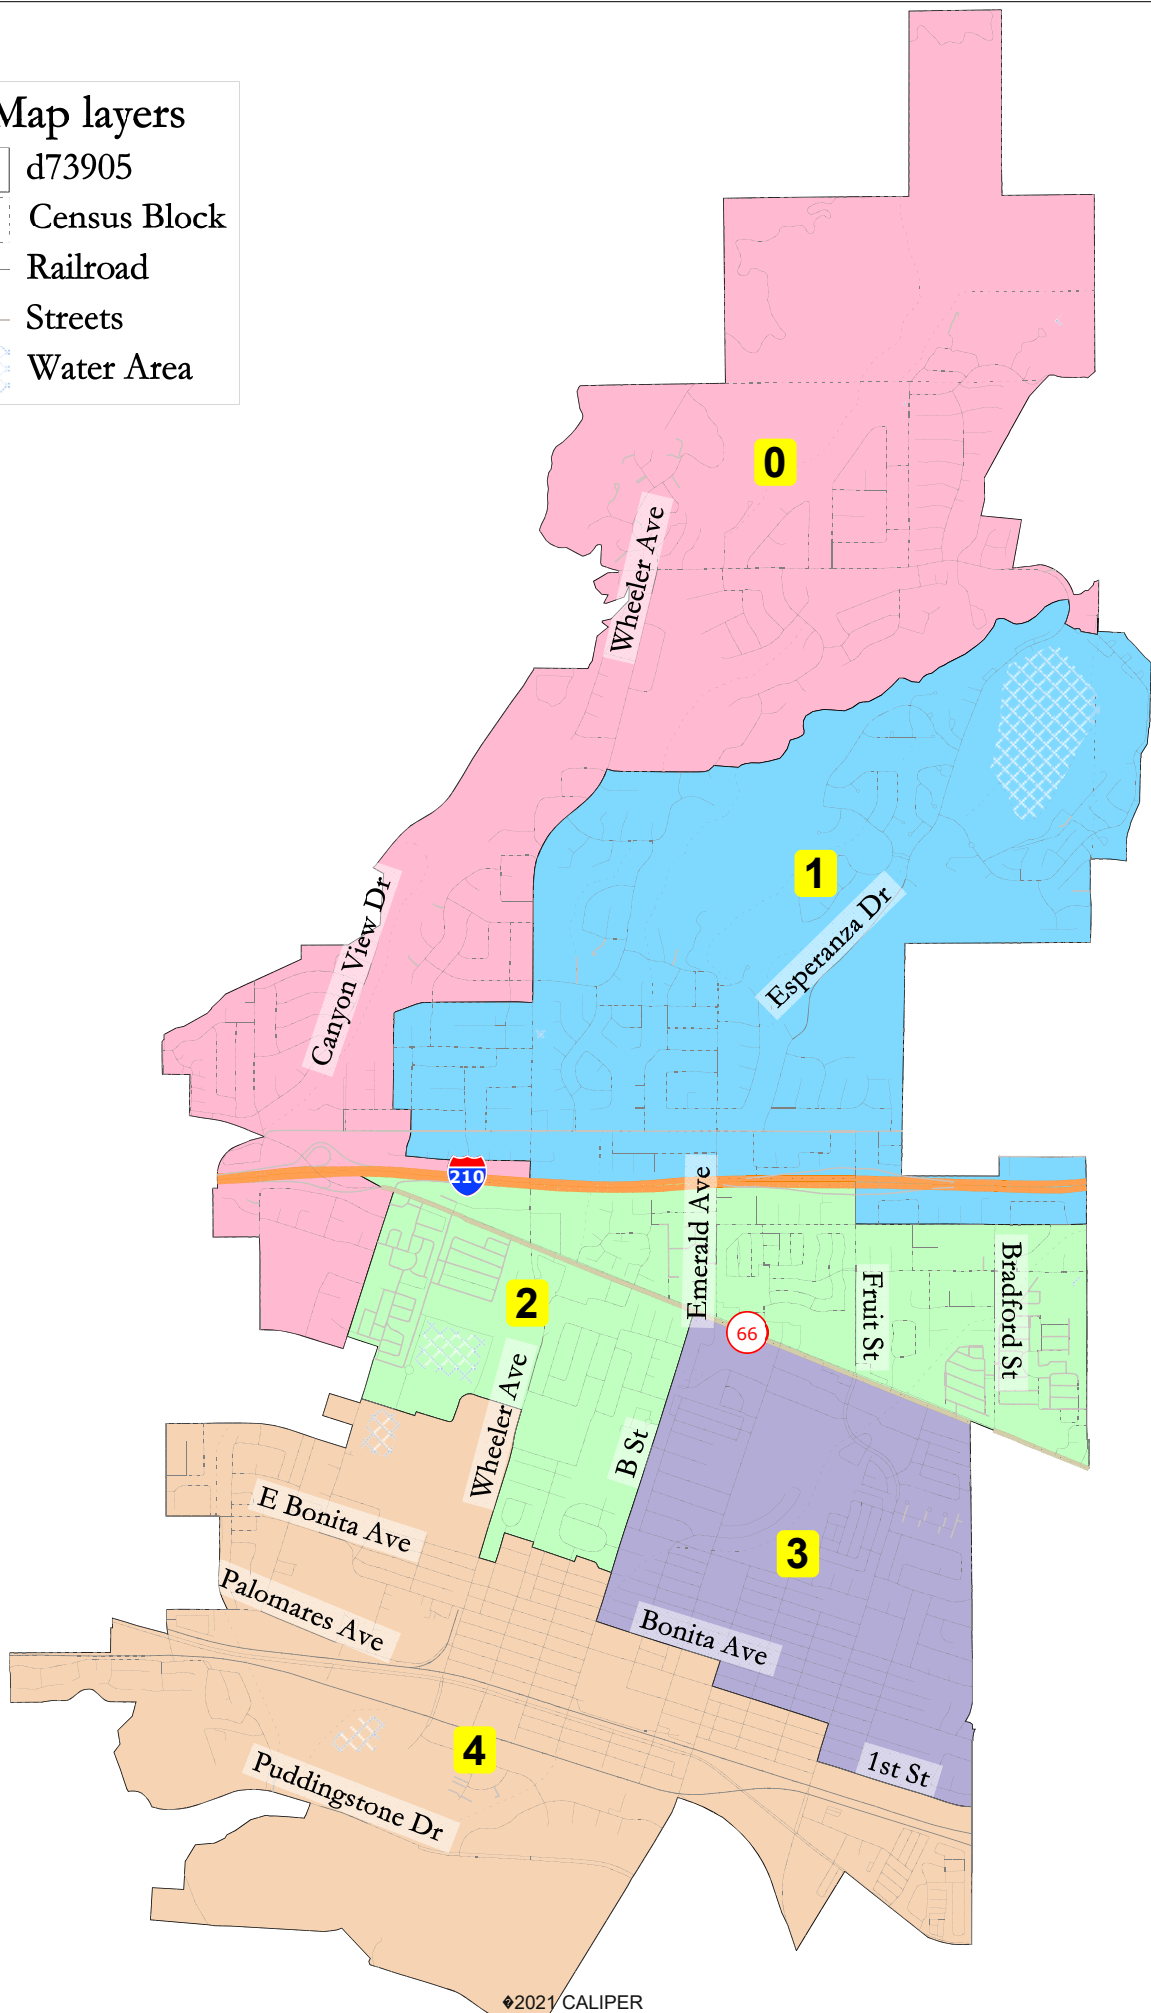 Map layers
d73905
Census Block
Railroad
Streets
Water Area
0
Wheeler Ave
1
Canyon View Dr
Esperanza Dr
210
Emerald Ave
Bradford St
Fruit St
2
66
Wheeler Ave
B St
E Bonita Ave
3
Palomares Ave
Bonita Ave
4
1st St
Puddingstone Dr
�2021 CALIPER